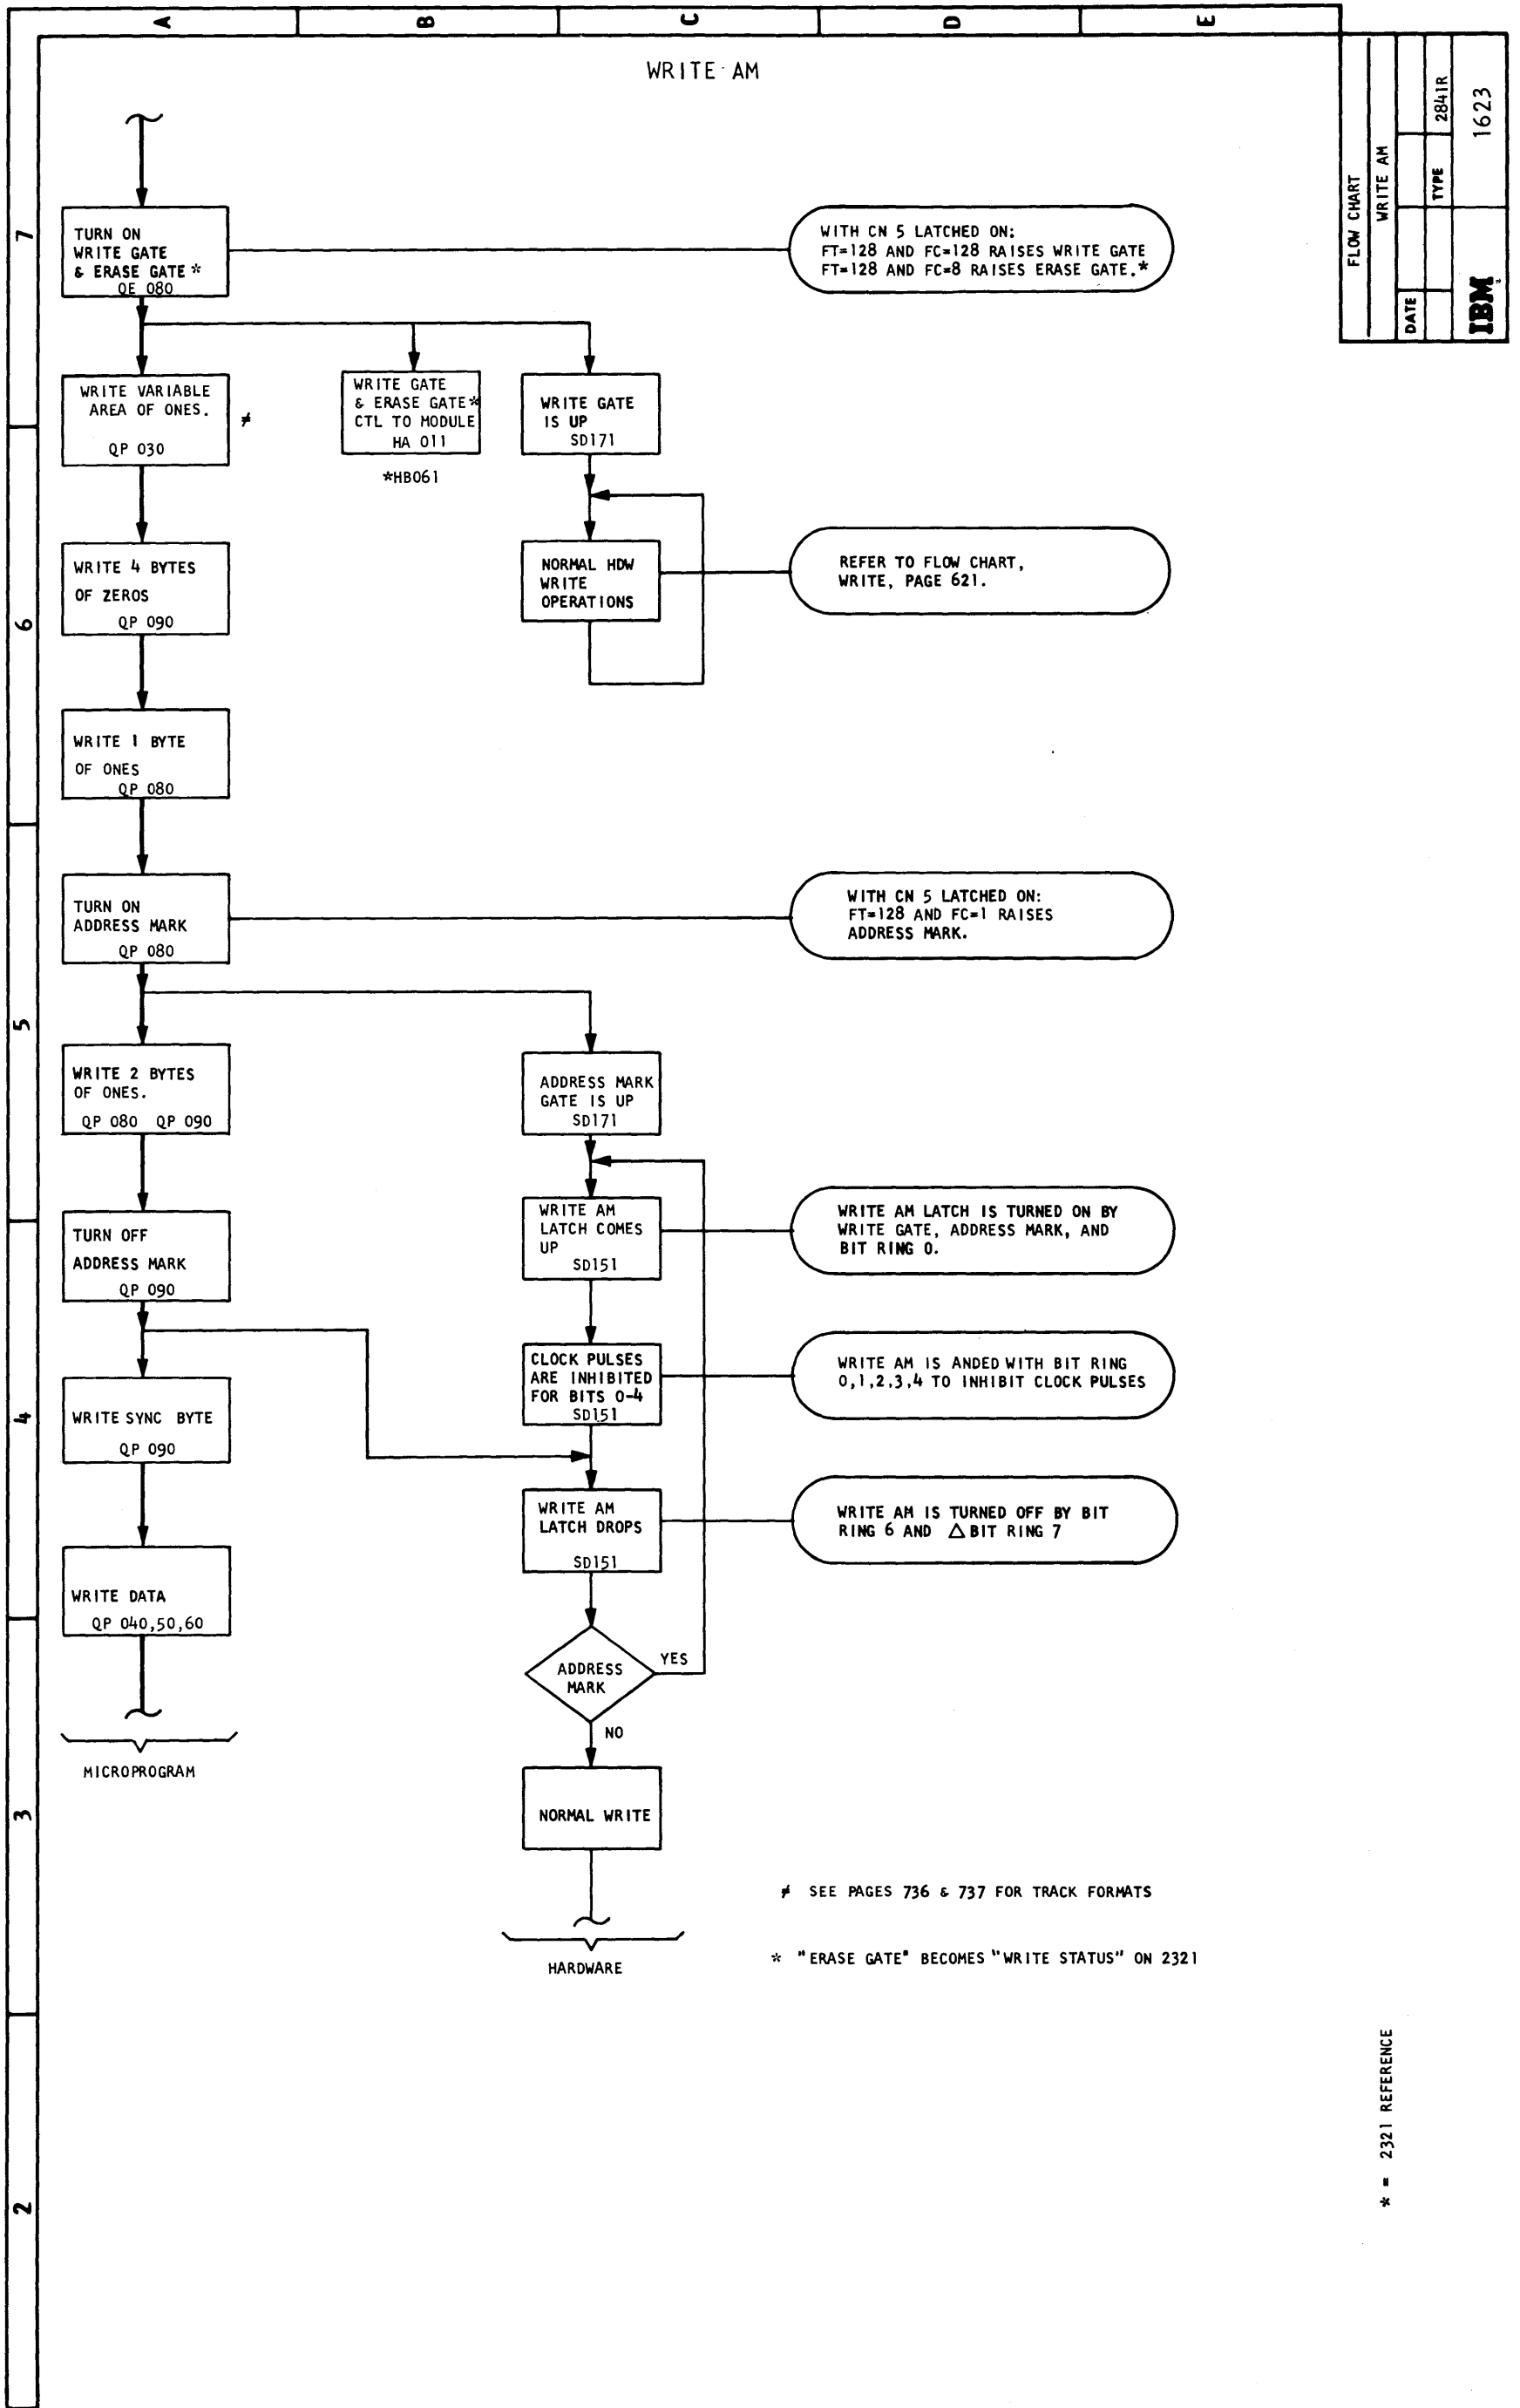 A
B
C
D
E
WRITE AM
FLOW CHART
WRITE AM
DATE
TYPE
2841R
IBM
1623
7
6
5
4
3
2
TURN ON
WRITE GATE
& ERASE GATE *
QE 080
WITH CN 5 LATCHED ON:
FT=128 AND FC=128 RAISES WRITE GATE
FT=128 AND FC=8 RAISES ERASE GATE.*
WRITE VARIABLE
AREA OF ONES.
QP 030
≠
WRITE GATE
& ERASE GATE*
CTL TO MODULE
HA 011
*HB061
WRITE GATE
IS UP
SD171
WRITE 4 BYTES
OF ZEROS
QP 090
NORMAL HDW
WRITE
OPERATIONS
REFER TO FLOW CHART,
WRITE, PAGE 621.
WRITE 1 BYTE
OF ONES
QP 080
TURN ON
ADDRESS MARK
QP 080
WITH CN 5 LATCHED ON:
FT=128 AND FC=1 RAISES
ADDRESS MARK.
WRITE 2 BYTES
OF ONES.
QP 080 QP 090
ADDRESS MARK
GATE IS UP
SD171
TURN OFF
ADDRESS MARK
QP 090
WRITE AM
LATCH COMES
UP
SD151
WRITE AM LATCH IS TURNED ON BY
WRITE GATE, ADDRESS MARK, AND
BIT RING 0.
WRITE SYNC BYTE
QP 090
CLOCK PULSES
ARE INHIBITED
FOR BITS 0-4
SD151
WRITE AM IS ANDED WITH BIT RING
0,1,2,3,4 TO INHIBIT CLOCK PULSES
WRITE DATA
QP 040,50,60
WRITE AM
LATCH DROPS
SD151
WRITE AM IS TURNED OFF BY BIT
RING 6 AND △ BIT RING 7
ADDRESS
MARK
YES
NO
MICROPROGRAM
NORMAL WRITE
HARDWARE
≠ SEE PAGES 736 & 737 FOR TRACK FORMATS
* "ERASE GATE" BECOMES "WRITE STATUS" ON 2321
* = 2321 REFERENCE